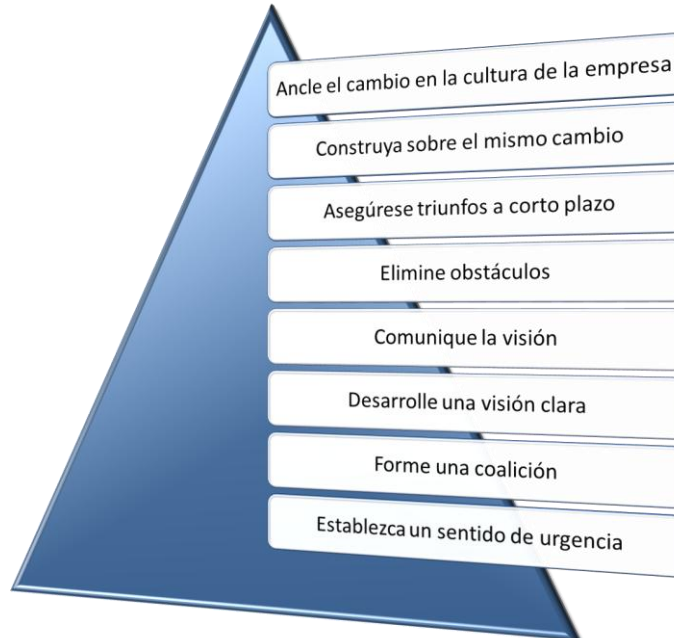 Ancle el cambio en la cultura de la empresa
Construya sobre el mismo cambio
Asegúrese triunfos a corto plazo
Elimine obstáculos
Comunique la visión
Desarrolle una visión clara
Forme una coalición
Establezca un sentido de urgencia